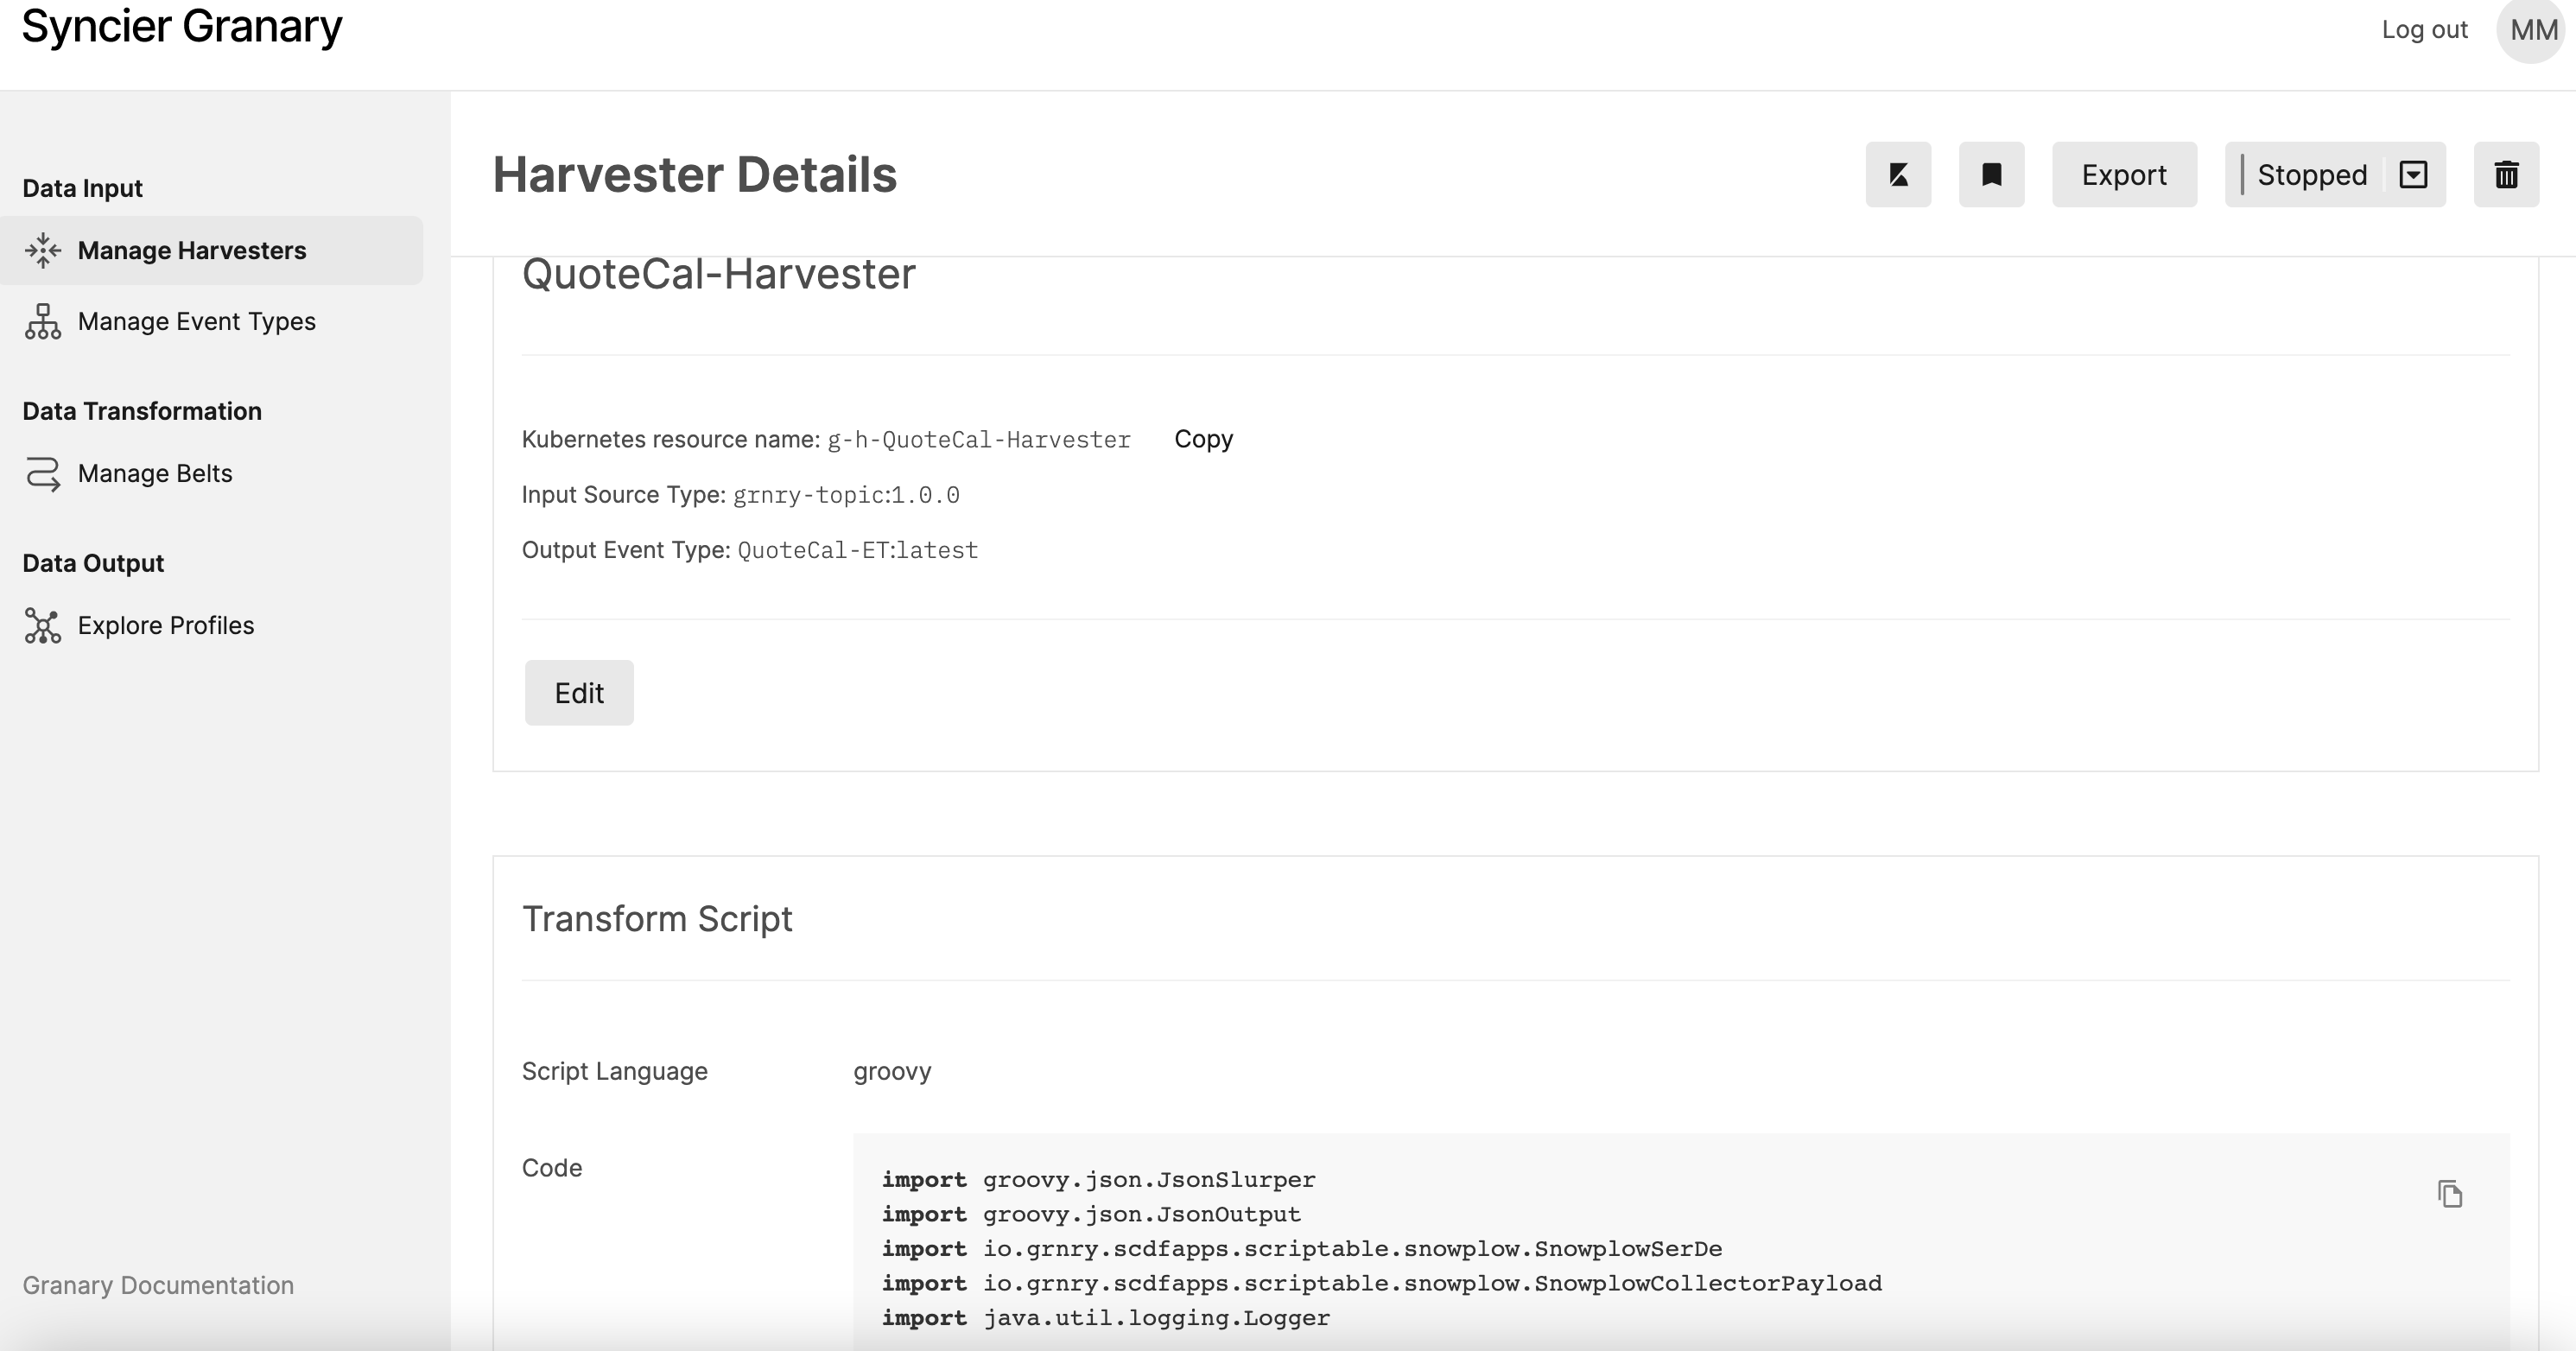 Syncier Granary
Log out
MM
Data Input
Manage Harvesters
Manage Event Types
Data Transformation
Manage Belts
Data Output
Explore Profiles
Granary Documentation
Harvester Details
Export
Stopped
QuoteCal-Harvester
Kubernetes resource name: g-h-QuoteCal-Harvester
Copy
Input Source Type: grnry-topic:1.0.0
Output Event Type: QuoteCal-ET:latest
Edit
Transform Script
Script Language
groovy
Code
import groovy.json.JsonSlurper
import groovy.json.JsonOutput
import io.grnry.scdfapps.scriptable.snowplow.SnowplowSerDe
import io.grnry.scdfapps.scriptable.snowplow.SnowplowCollectorPayload
import java.util.logging.Logger